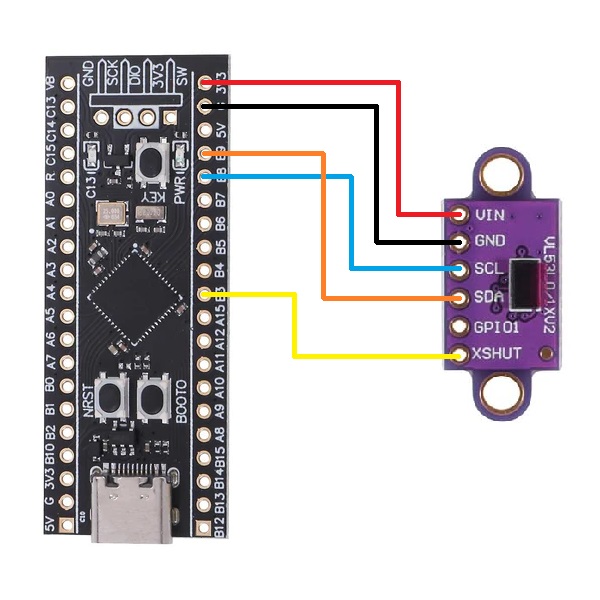 GND
SCK
DIO
3V3
SW
VB
C13
C14
C15
R
A0
A1
A2
A3
A4
A5
A6
A7
B0
B1
B2
B10
3V3
G
5V
C13
KEY
PWR
NRST
BOOT0
3V3
5V
B9
B8
B7
B6
B5
B4
B3
A15
A12
A11
A10
A9
A8
B15
B14
B13
B12
VIN
GND
SCL
SDA
GPIO1
XSHUT
VL53L0/1XV2